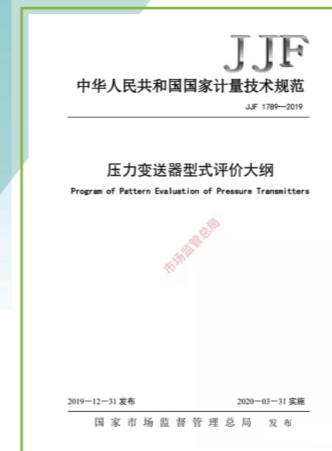 JJF
中华人民共和国国家计量技术规范
JJF 1789—2019
压力变送器型式评价大纲
Program of Pattern Evaluation of Pressure Transmitters
市场监管总局
2019－12－31 发布
2020－03－31 实施
国家市场监督管理总局 发布